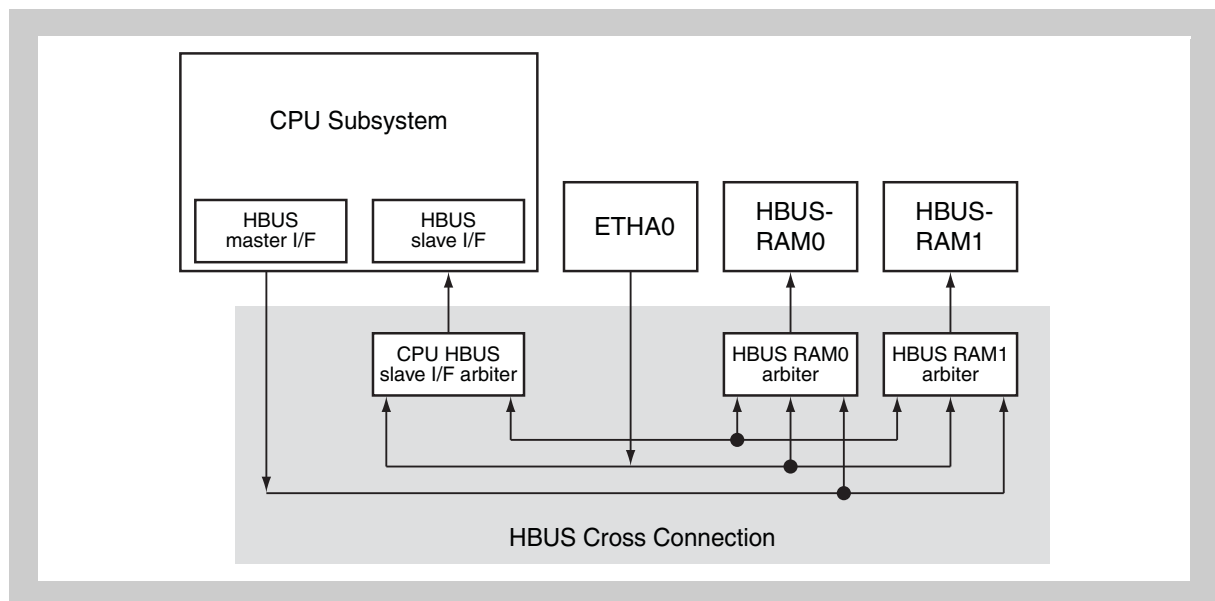 CPU Subsystem
HBUS
master I/F
HBUS
slave I/F
ETHA0
HBUS-
RAM0
HBUS-
RAM1
CPU HBUS
slave I/F arbiter
HBUS RAM0
arbiter
HBUS RAM1
arbiter
HBUS Cross Connection